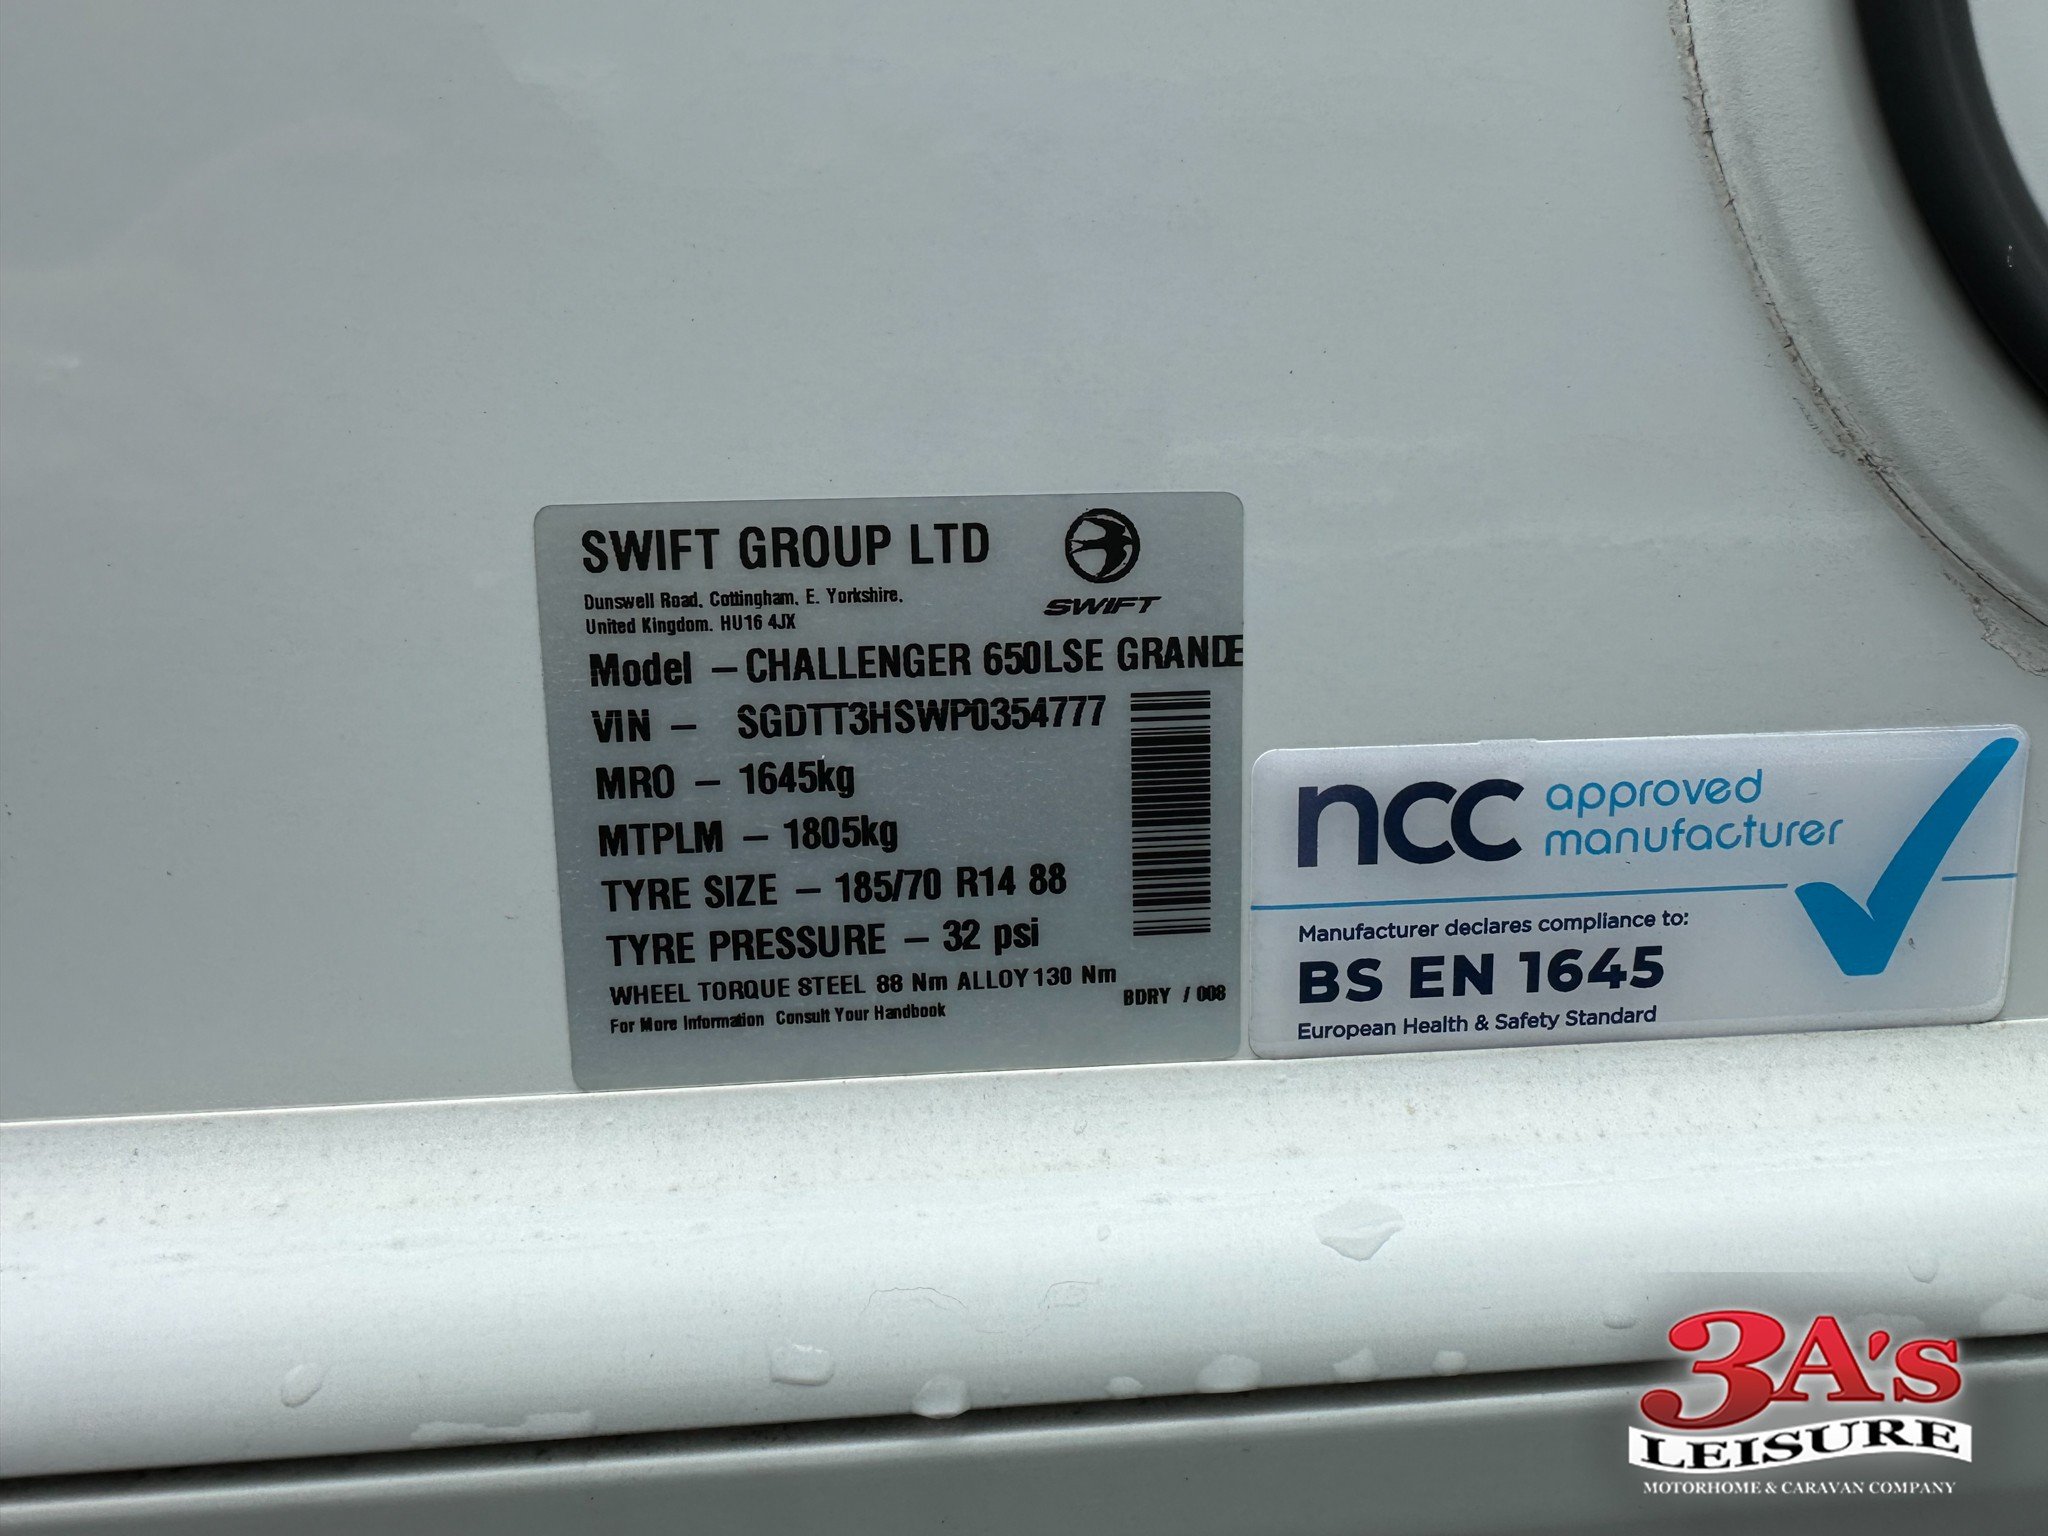 SWIFT GROUP LTD
Dunswell Road, Cottingham, E. Yorkshire.
United Kingdom. HU16 4JX
SWIFT
Model – CHALLENGER 650LSE GRANDE
VIN – SGDTT3HSWP0354777
MRO – 1645kg
MTPLM – 1805kg
TYRE SIZE – 185/70 R14 88
TYRE PRESSURE – 32 psi
WHEEL TORQUE STEEL 88 Nm ALLOY 130 Nm
For More Information Consult Your Handbook
BDRY / 008
ncc approved
manufacturer
Manufacturer declares compliance to:
BS EN 1645
European Health & Safety Standard
3A's
LEISURE
MOTORHOME & CARAVAN COMPANY